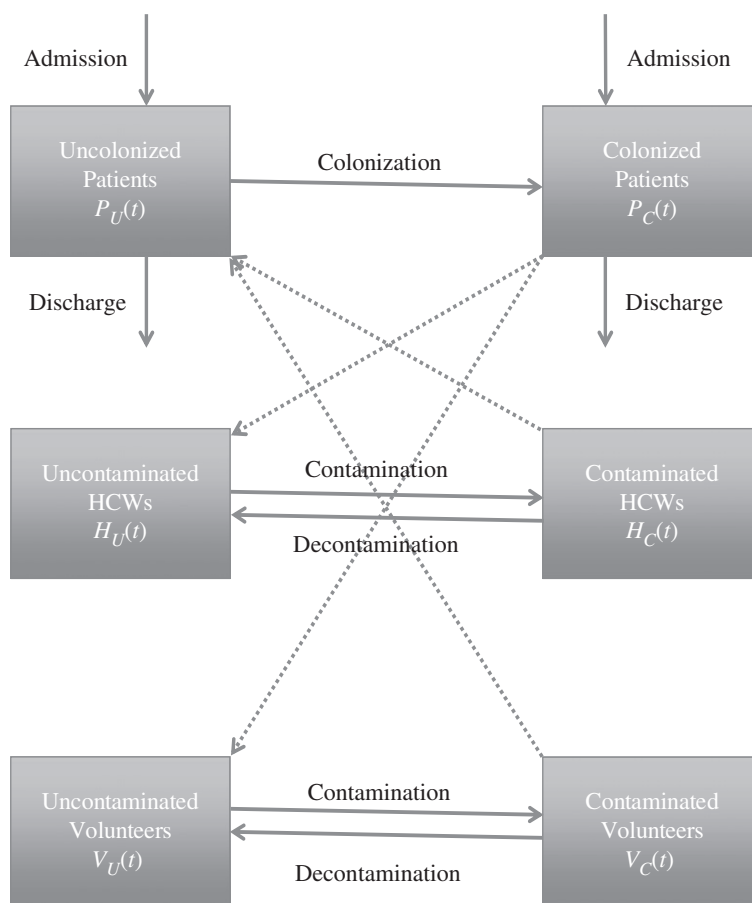 Admission
Admission
Uncolonized
Patients
P_U(t)
Colonization
Colonized
Patients
P_C(t)
Discharge
Discharge
Uncontaminated
HCWs
H_U(t)
Contamination
Decontamination
Contaminated
HCWs
H_C(t)
Uncontaminated
Volunteers
V_U(t)
Contamination
Decontamination
Contaminated
Volunteers
V_C(t)